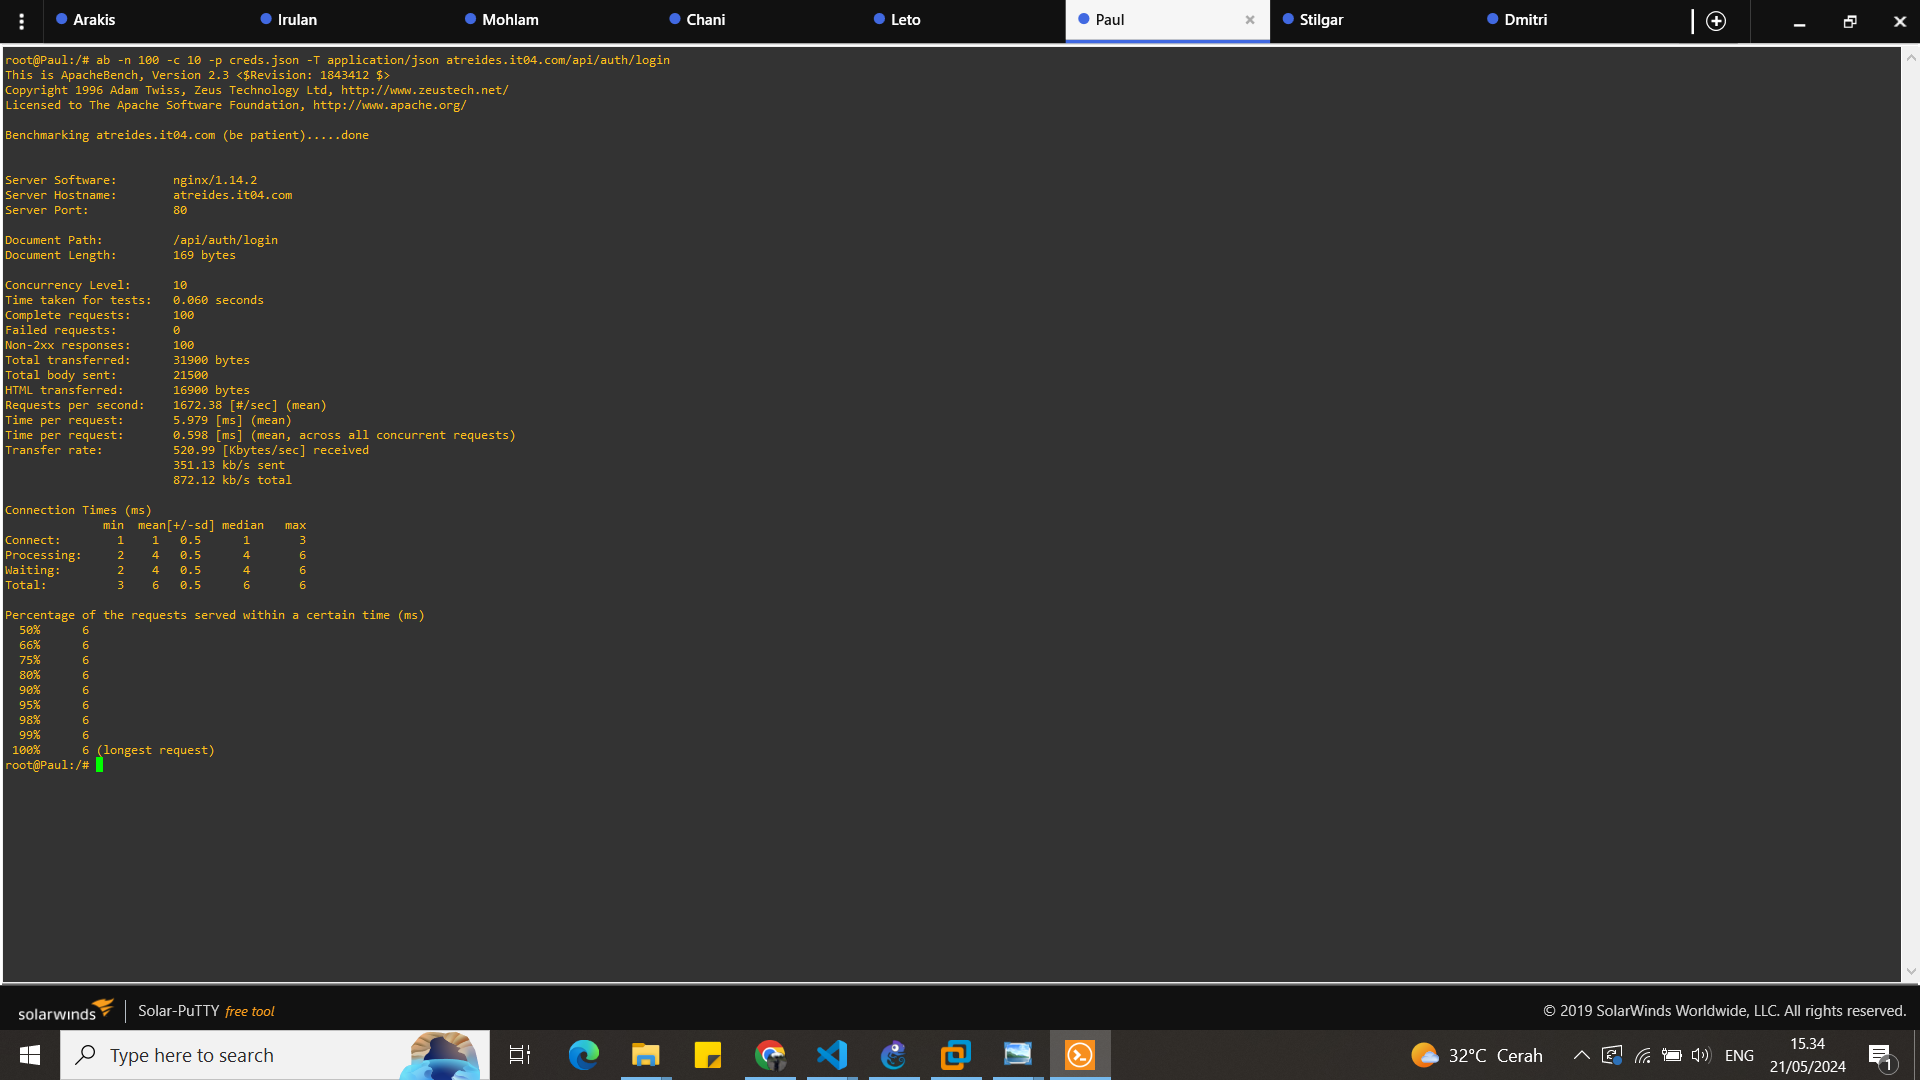 Arakis
Irulan
Mohlam
Chani
Leto
Paul
Stilgar
Dmitri
root@Paul:/# ab -n 100 -c 10 -p creds.json -T application/json atreides.it04.com/api/auth/login
This is ApacheBench, Version 2.3 <$Revision: 1843412 $>
Copyright 1996 Adam Twiss, Zeus Technology Ltd, http://www.zeustech.net/
Licensed to The Apache Software Foundation, http://www.apache.org/
Benchmarking atreides.it04.com (be patient).....done
Server Software:        nginx/1.14.2
Server Hostname:        atreides.it04.com
Server Port:            80
Document Path:          /api/auth/login
Document Length:        169 bytes
Concurrency Level:      10
Time taken for tests:   0.060 seconds
Complete requests:      100
Failed requests:        0
Non-2xx responses:      100
Total transferred:      31900 bytes
Total body sent:        21500
HTML transferred:       16900 bytes
Requests per second:    1672.38 [#/sec] (mean)
Time per request:       5.979 [ms] (mean)
Time per request:       0.598 [ms] (mean, across all concurrent requests)
Transfer rate:          520.99 [Kbytes/sec] received
                        351.13 kb/s sent
                        872.12 kb/s total
Connection Times (ms)
              min  mean[+/-sd] median   max
Connect:        1    1   0.5      1       3
Processing:     2    4   0.5      4       6
Waiting:        2    4   0.5      4       6
Total:          3    6   0.5      6       6
Percentage of the requests served within a certain time (ms)
  50%      6
  66%      6
  75%      6
  80%      6
  90%      6
  95%      6
  98%      6
  99%      6
 100%      6 (longest request)
root@Paul:/#
solarwinds
Solar-PuTTY free tool
© 2019 SolarWinds Worldwide, LLC. All rights reserved.
Type here to search
32°C Cerah
ENG
15.34
21/05/2024
1